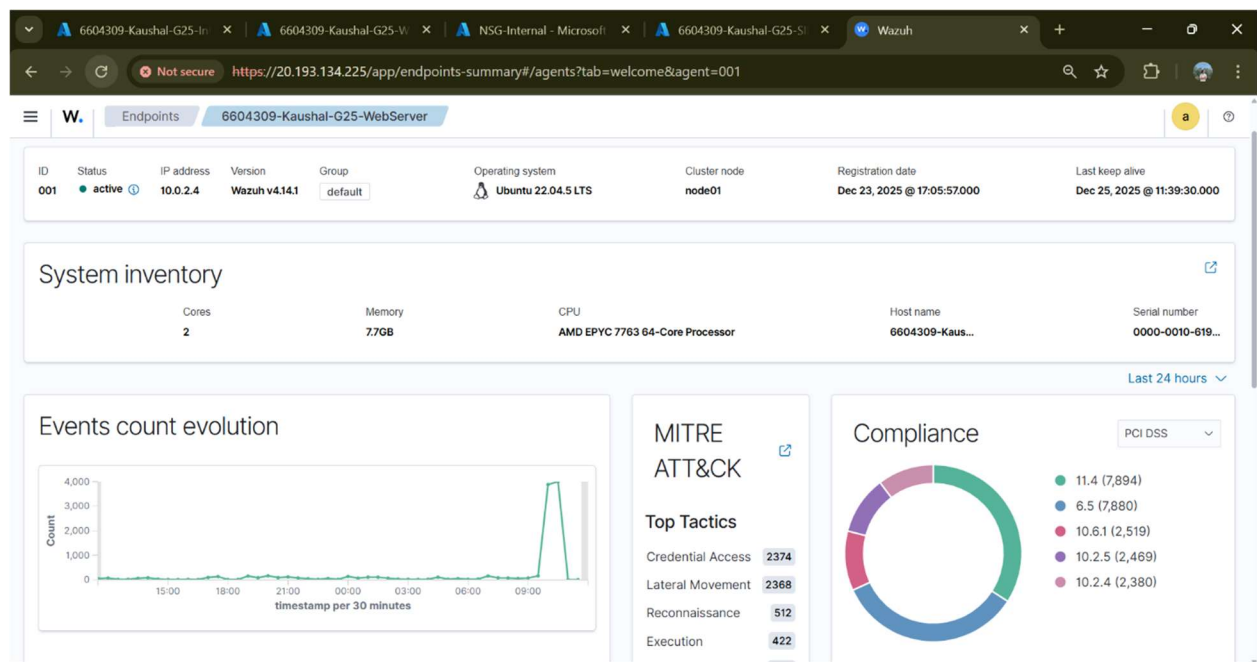 6604309-Kaushal-G25-In
6604309-Kaushal-G25-W
NSG-Internal - Microsoft
6604309-Kaushal-G25-SI
Wazuh
Not secure https://20.193.134.225/app/endpoints-summary#/agents?tab=welcome&agent=001
W. Endpoints 6604309-Kaushal-G25-WebServer a
ID Status IP address Version Group Operating system Cluster node Registration date Last keep alive
001 active 10.0.2.4 Wazuh v4.14.1 default Ubuntu 22.04.5 LTS node01 Dec 23, 2025 @ 17:05:57.000 Dec 25, 2025 @ 11:39:30.000
System inventory
Cores Memory CPU Host name Serial number
2 7.7GB AMD EPYC 7763 64-Core Processor 6604309-Kaus... 0000-0010-619...
Last 24 hours
Events count evolution
4,000
3,000
2,000
1,000
0
Count
15:00 18:00 21:00 00:00 03:00 06:00 09:00
timestamp per 30 minutes
MITRE
ATT&CK
Top Tactics
Credential Access 2374
Lateral Movement 2368
Reconnaissance 512
Execution 422
Compliance
PCI DSS
11.4 (7,894)
6.5 (7,880)
10.6.1 (2,519)
10.2.5 (2,469)
10.2.4 (2,380)